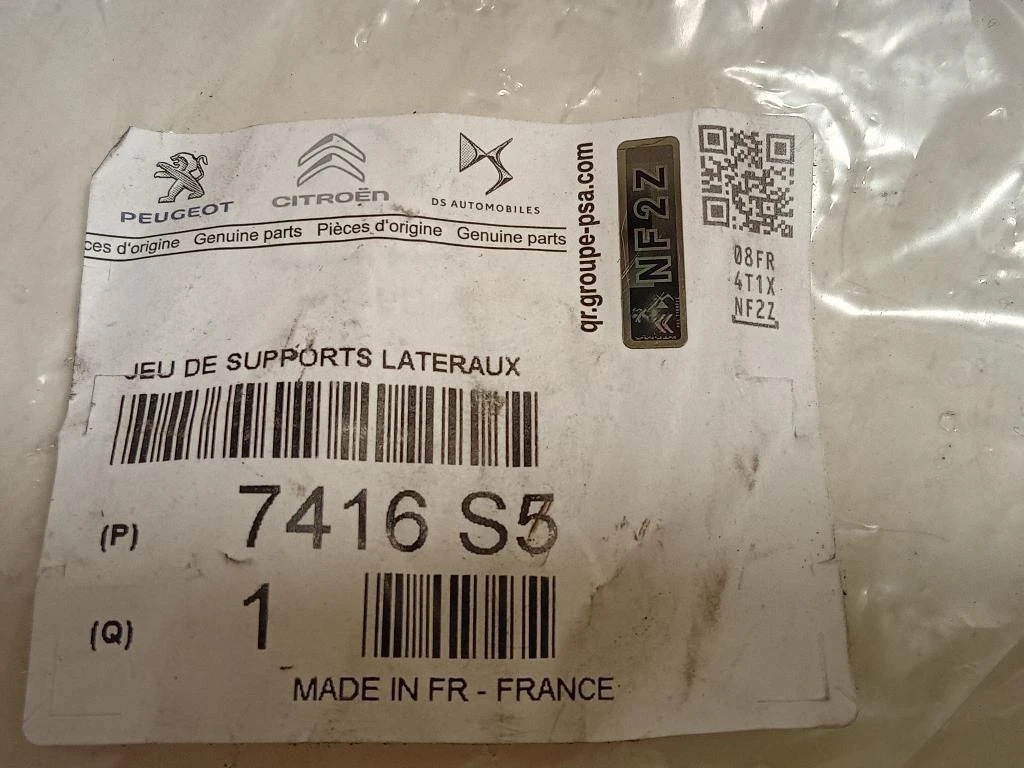 PEUGEOT
CITROËN
DS AUTOMOBILES
ces d'origine Genuine parts Pièces d'origine Genuine parts
qr.groupe-psa.com
NF2Z
08FR
4T1X
NF2Z
JEU DE SUPPORTS LATERAUX
(P) 7416 S5
(Q) 1
MADE IN FR - FRANCE